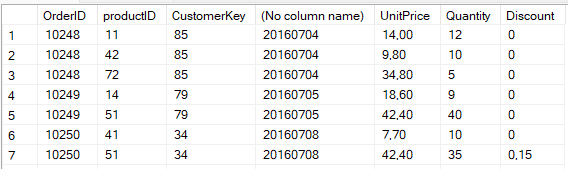 OrderID productID CustomerKey (No column name) UnitPrice Quantity Discount
1 10248 11 85 20160704 14,00 12 0
2 10248 42 85 20160704 9,80 10 0
3 10248 72 85 20160704 34,80 5 0
4 10249 14 79 20160705 18,60 9 0
5 10249 51 79 20160705 42,40 40 0
6 10250 41 34 20160708 7,70 10 0
7 10250 51 34 20160708 42,40 35 0,15